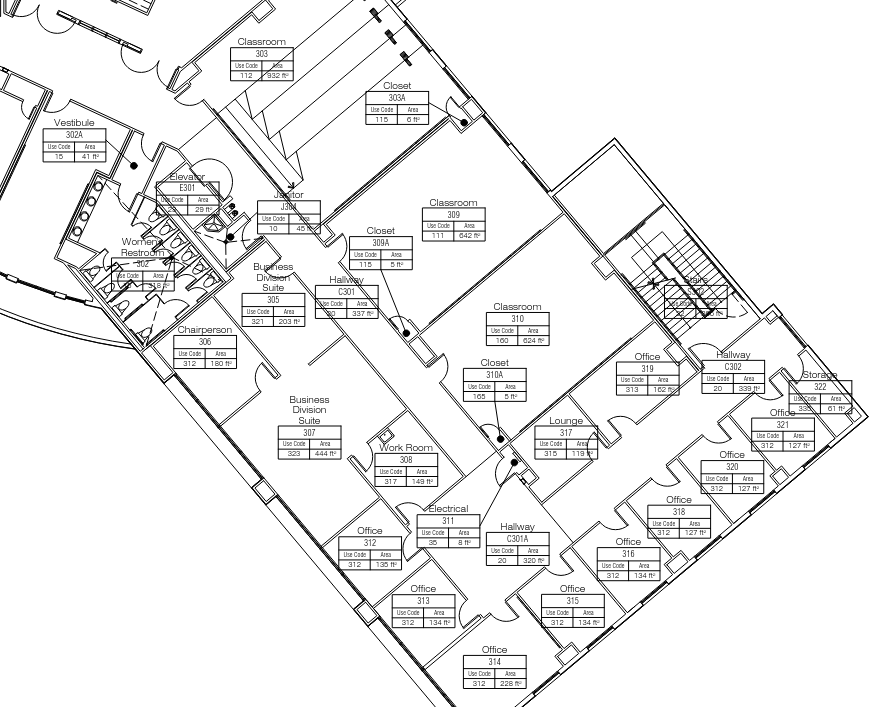 Classroom
303
Use Code Area
112 932 ft²
Closet
303A
Use Code Area
115 6 ft²
Vestibule
302A
Use Code Area
15 41 ft²
Elevator
E301
Use Code Area
29 ft²
Janitor
Use Code Area
10 45 ft²
Classroom
309
Use Code Area
111 642 ft²
Closet
309A
Use Code Area
115 5 ft²
Women's
Restroom
302
Use Code Area
318 ft²
Business
Division
Suite
305
Use Code Area
321 203 ft²
Hallway
C301
Use Code Area
20 337 ft²
Stairs
Use Code Area
Classroom
310
Use Code Area
160 624 ft²
Chairperson
306
Use Code Area
312 180 ft²
Closet
310A
Use Code Area
165 5 ft²
Office
319
Use Code Area
313 162 ft²
Hallway
C302
Use Code Area
20 339 ft²
Storage
322
Use Code Area
335 61 ft²
Business
Division
Suite
307
Use Code Area
323 444 ft²
Lounge
317
Use Code Area
315 119 ft²
Office
321
Use Code Area
312 127 ft²
Work Room
308
Use Code Area
317 149 ft²
Office
320
Use Code Area
312 127 ft²
Electrical
311
Use Code Area
35 8 ft²
Office
318
Use Code Area
312 127 ft²
Office
312
Use Code Area
312 135 ft²
Hallway
C301A
Use Code Area
20 320 ft²
Office
316
Use Code Area
312 134 ft²
Office
313
Use Code Area
312 134 ft²
Office
315
Use Code Area
312 134 ft²
Office
314
Use Code Area
312 228 ft²